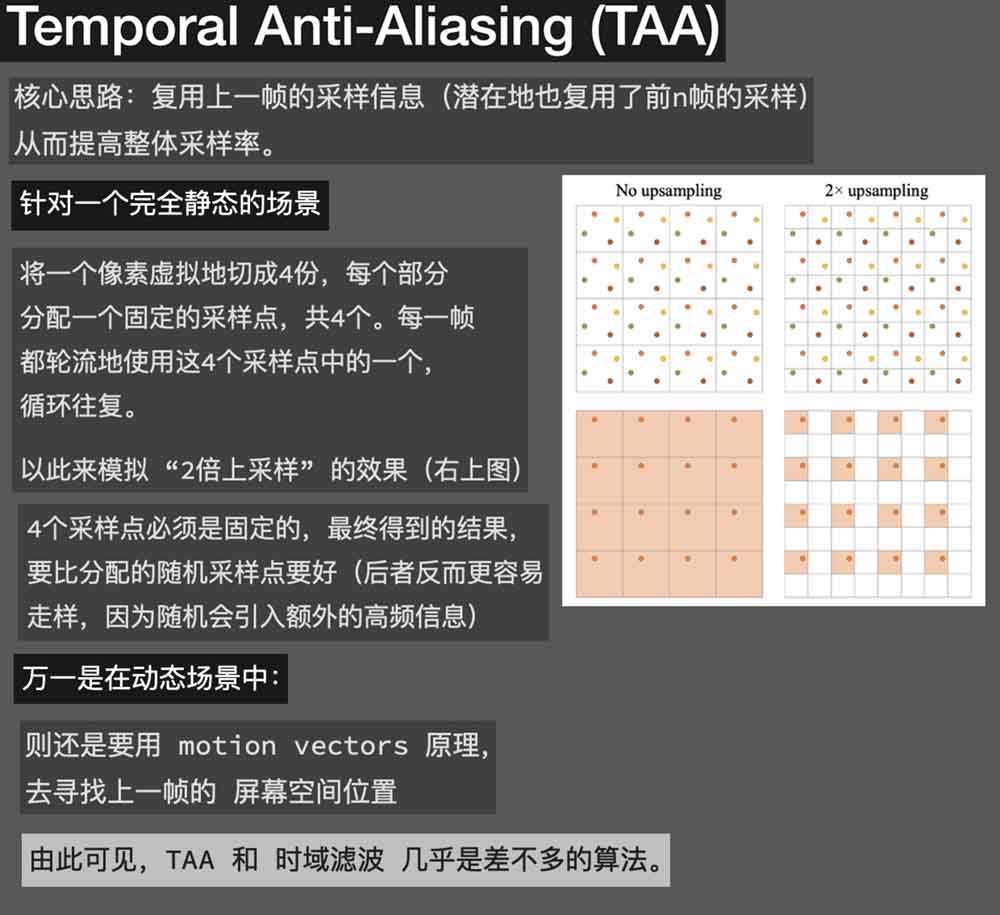 Temporal Anti-Aliasing (TAA)
核心思路：复用上一帧的采样信息（潜在地也复用了前n帧的采样）
从而提高整体采样率。
针对一个完全静态的场景
将一个像素虚拟地切成4份，每个部分
分配一个固定的采样点，共4个。每一帧
都轮流地使用这4个采样点中的一个，
循环往复。
以此来模拟“2倍上采样”的效果（右上图）
4个采样点必须是固定的，最终得到的结果，
要比分配的随机采样点要好（后者反而更容易
走样，因为随机会引入额外的高频信息）
No upsampling
2× upsampling
万一是在动态场景中：
则还是要用 motion vectors 原理，
去寻找上一帧的 屏幕空间位置
由此可见，TAA 和 时域滤波 几乎是差不多的算法。